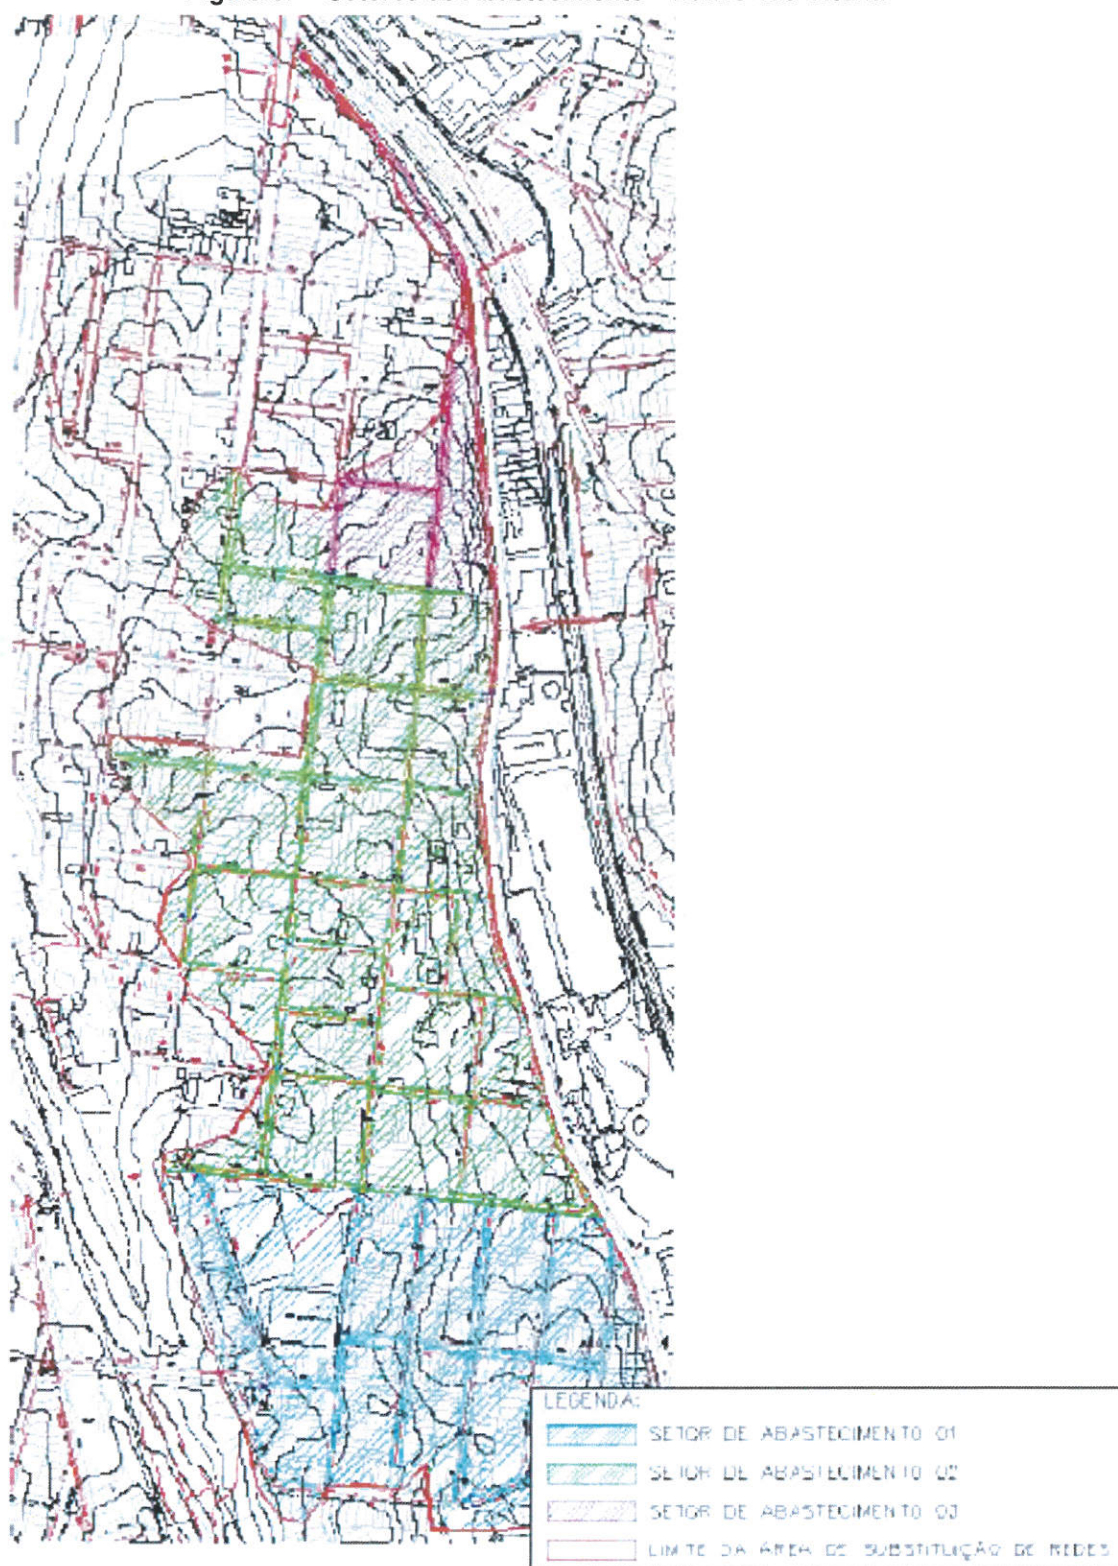 LEGENDA:
SETOR DE ABASTECIMENTO 01
SETOR DE ABASTECIMENTO 02
SETOR DE ABASTECIMENTO 03
LIMITE DA ÁREA DE SUBSTITUIÇÃO DE REDES